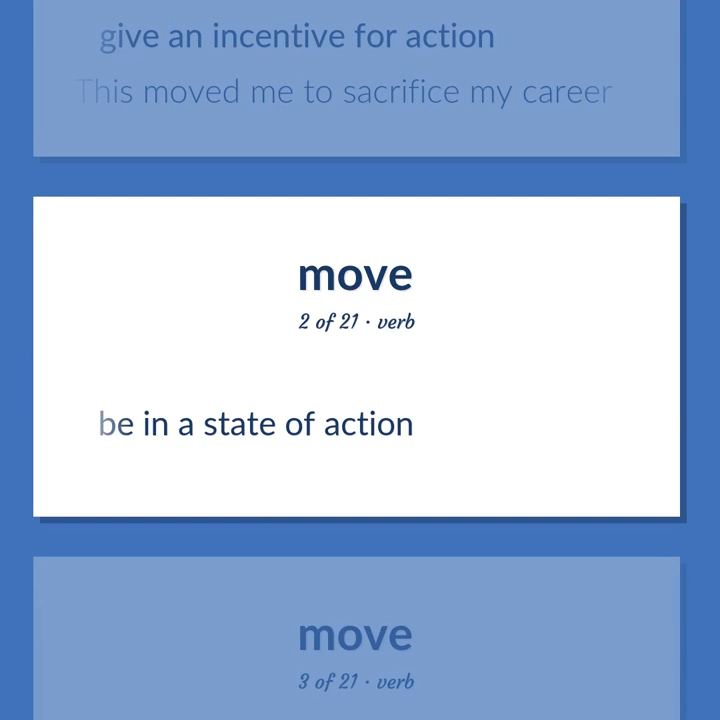 give an incentive for action
This moved me to sacrifice my career
move
2 of 21 · verb
be in a state of action
move
3 of 21 · verb